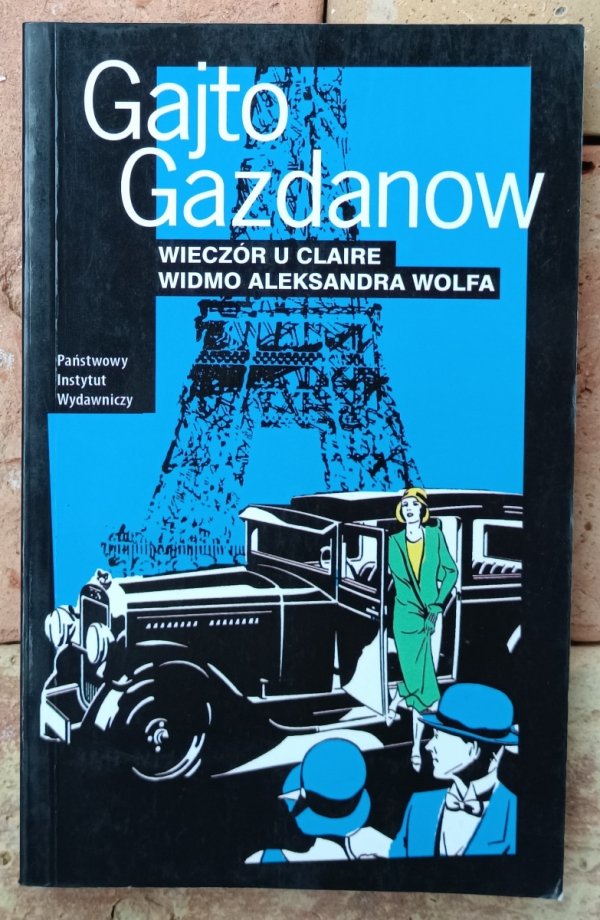 Gajto
Gazdanow
WIECZÓR U CLAIRE
WIDMO ALEKSANDRA WOLFA
Państwowy
Instytut
Wydawniczy